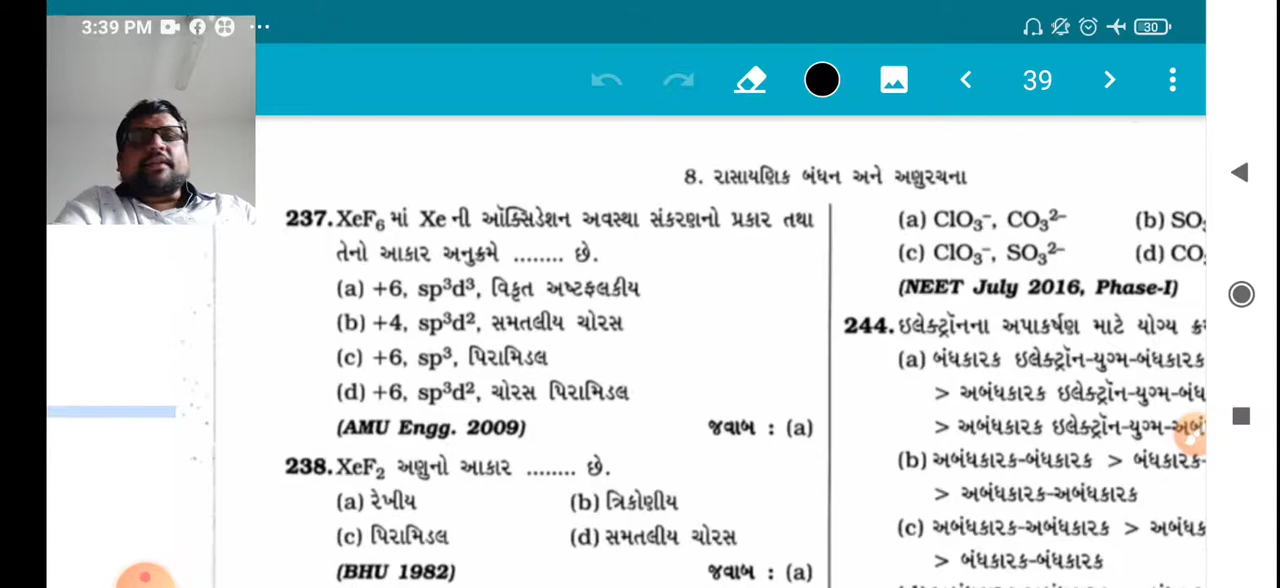 3:39 PM
30
39
8. રાસાયણિક બંધન અને અણુરચના
237. XeF₆ માં Xe ની ઑક્સિડેશન અવસ્થા સંકરણનો પ્રકાર તથા
તેનો આકાર અનુક્રમે ........ છે.
(a) +6, sp³d³, વિકૃત અષ્ટફલકીય
(b) +4, sp³d², સમતલીય ચોરસ
(c) +6, sp³, પિરામિડલ
(d) +6, sp³d², ચોરસ પિરામિડલ
(AMU Engg. 2009) જવાબ : (a)
238. XeF₂ અણુનો આકાર ........ છે.
(a) રેખીય (b) ત્રિકોણીય
(c) પિરામિડલ (d) સમતલીય ચોરસ
(BHU 1982) જવાબ : (a)
(a) ClO₃⁻, CO₃²⁻ (b) SO
(c) ClO₃⁻, SO₃²⁻ (d) CO
(NEET July 2016, Phase-I)
244. ઇલેક્ટ્રૉનના અપાકર્ષણ માટે યોગ્ય
(a) બંધકારક ઇલેક્ટ્રૉન-યુગ્મ-બંધકારક
> અબંધકારક ઇલેક્ટ્રૉન-યુગ્મ-બંધ
> અબંધકારક ઇલેક્ટ્રૉન-યુગ્મ-અબં
(b) અબંધકારક-બંધકારક > બંધકારક-
> અબંધકારક-અબંધકારક
(c) અબંધકારક-અબંધકારક > અબંધક
> બંધકારક-બંધકારક